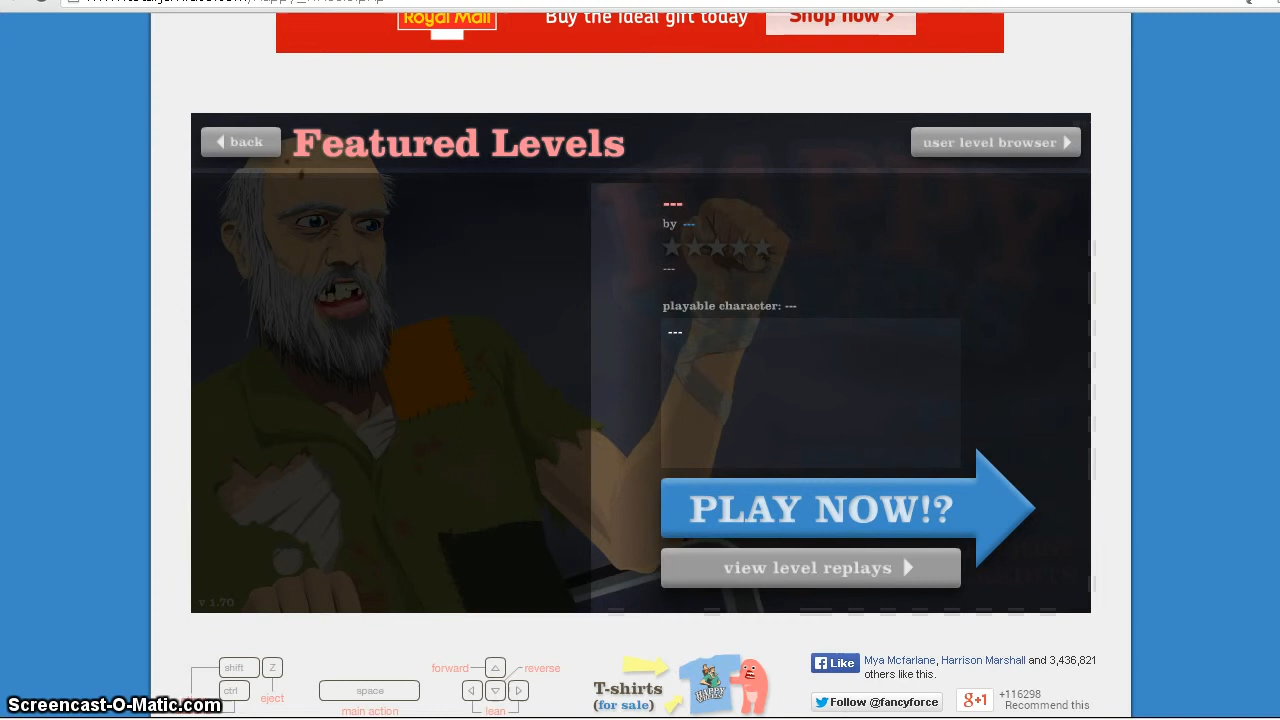 Royal Mail
Buy the ideal gift today
Shop now >
back
Featured Levels
user level browser
---
by ---
---
playable character: ---
---
PLAY NOW!?
view level replays
v 1.70
shift
Z
ctrl
eject
space
main action
forward
reverse
lean
T-shirts
(for sale)
HAPPY
Like
Mya Mcfarlane, Harrison Marshall and 3,436,821
others like this.
Follow @fancyforce
g+1
+116298
Recommend this
Screencast-O-Matic.com